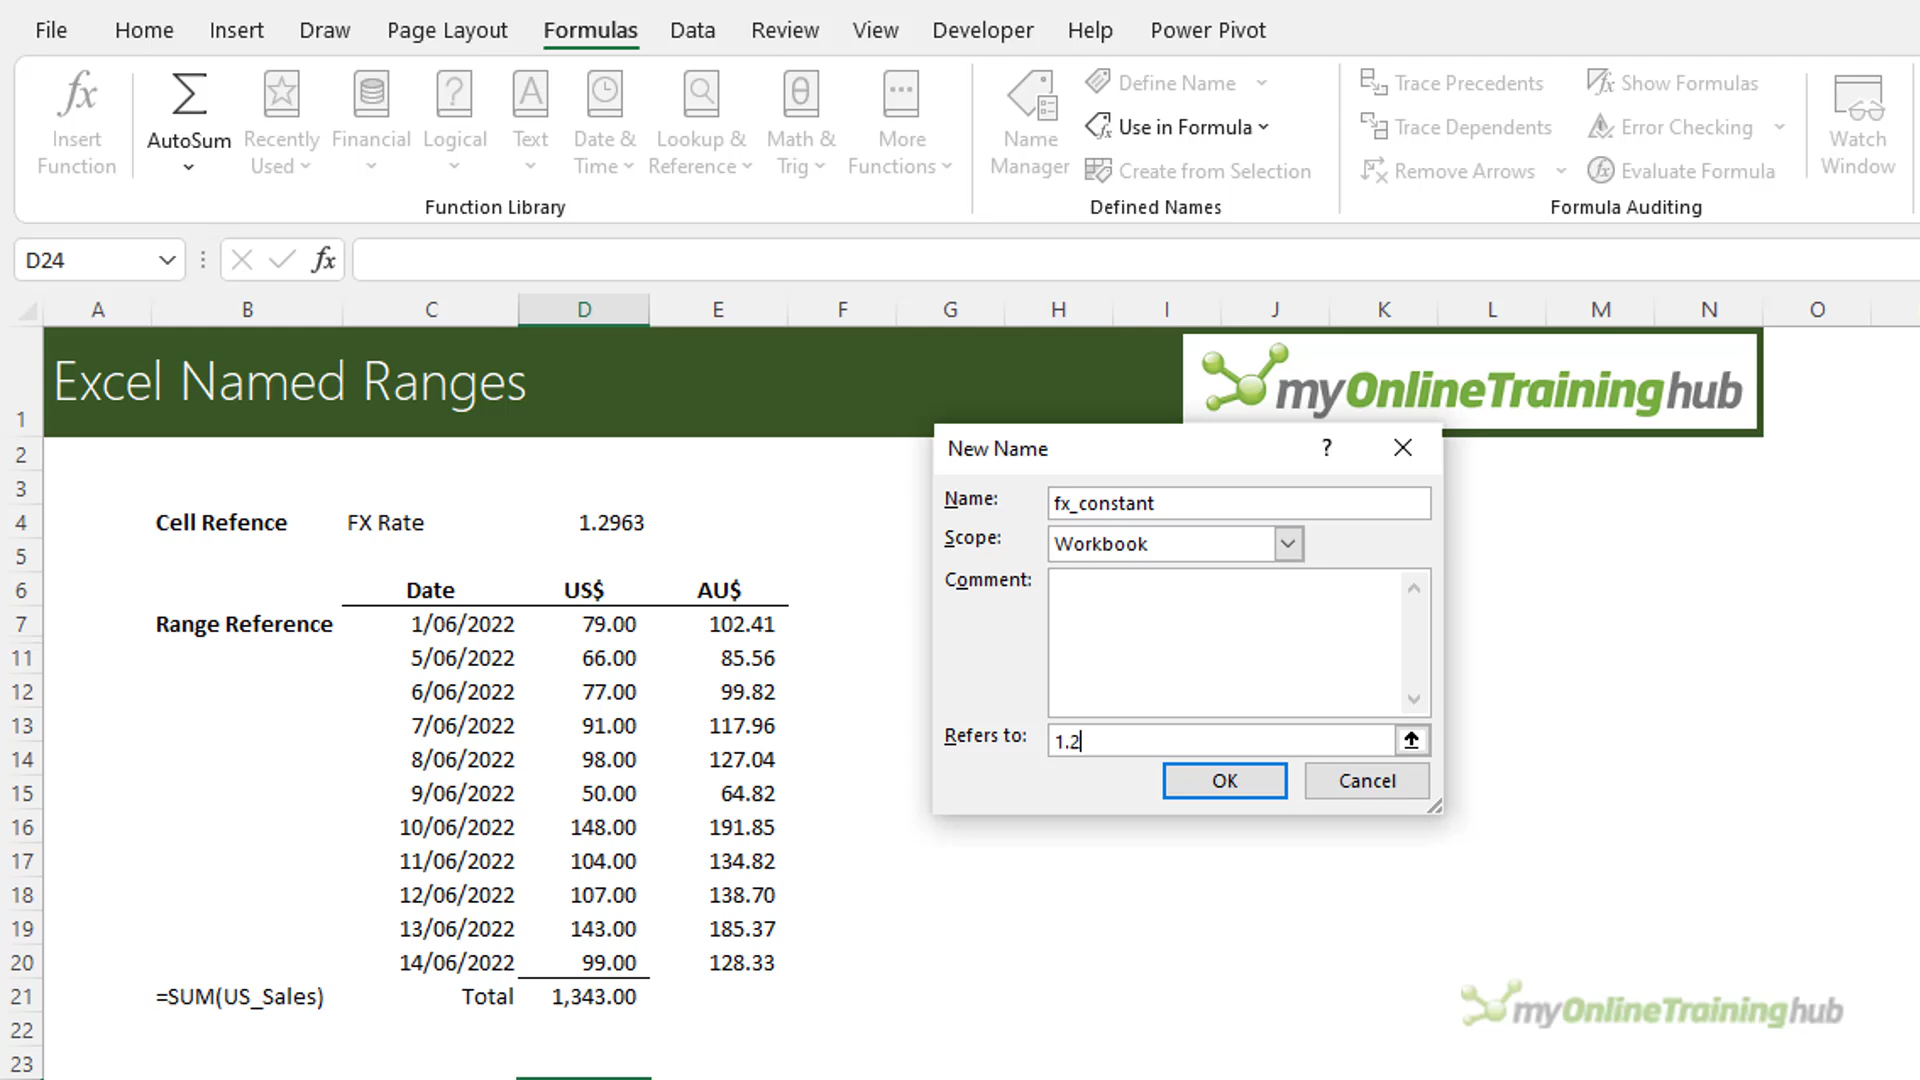 File Home Insert Draw Page Layout Formulas Data Review View Developer Help Power Pivot
fx Insert Function
Σ AutoSum
Recently Used
Financial
? Logical
A Text
Date & Time
Lookup & Reference
θ Math & Trig
More Functions
Function Library
Name Manager
Define Name
Use in Formula
Create from Selection
Defined Names
Trace Precedents
Trace Dependents
Remove Arrows
Show Formulas
Error Checking
Evaluate Formula
Formula Auditing
Watch Window
D24 fx
A B C D E F G H I J K L M N O
1 Excel Named Ranges
myOnlineTraininghub
2
3
4 Cell Refence FX Rate 1.2963
5
6 Date US$ AU$
7 Range Reference 1/06/2022 79.00 102.41
11 5/06/2022 66.00 85.56
12 6/06/2022 77.00 99.82
13 7/06/2022 91.00 117.96
14 8/06/2022 98.00 127.04
15 9/06/2022 50.00 64.82
16 10/06/2022 148.00 191.85
17 11/06/2022 104.00 134.82
18 12/06/2022 107.00 138.70
19 13/06/2022 143.00 185.37
20 14/06/2022 99.00 128.33
21 =SUM(US_Sales) Total 1,343.00
22
23
New Name ?
Name: fx_constant
Scope: Workbook
Comment:
Refers to: 1.2
OK Cancel
myOnlineTraininghub